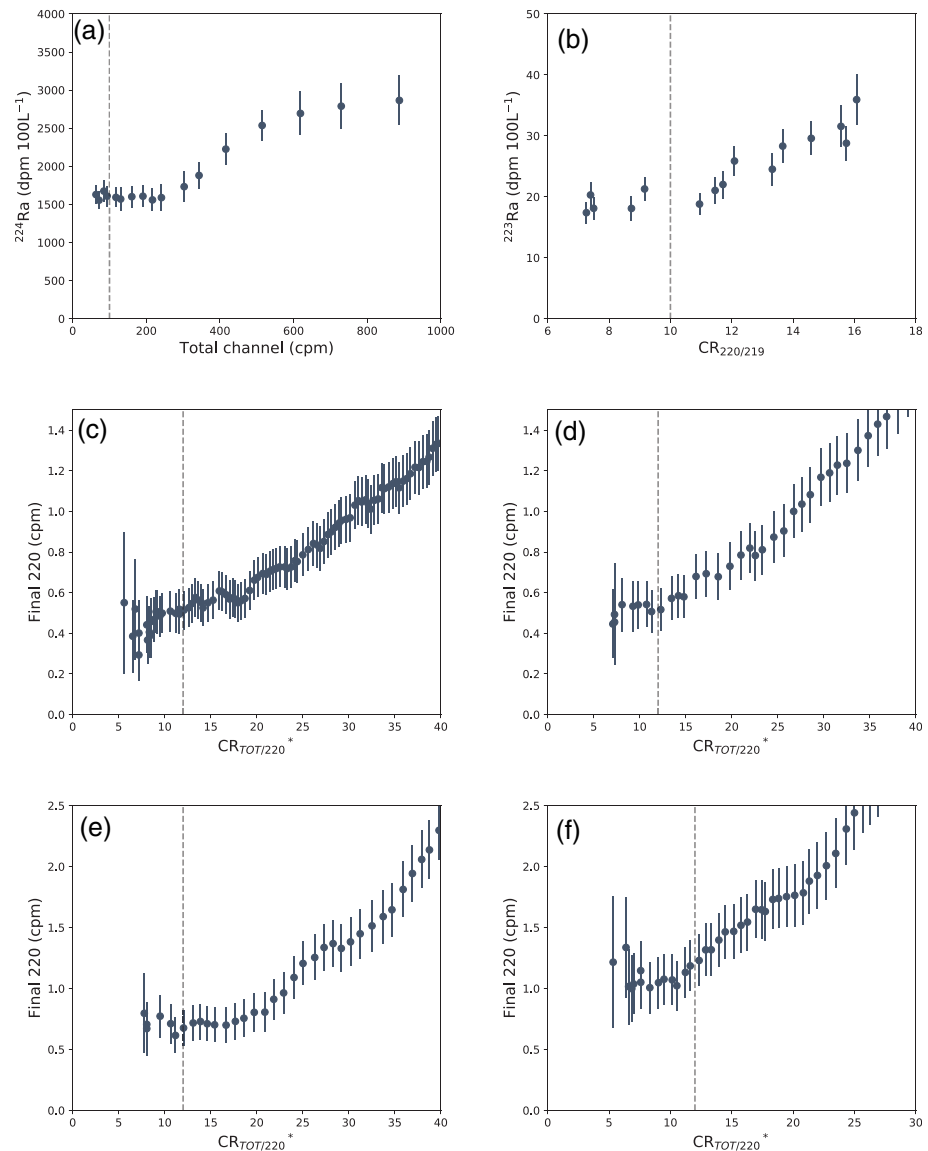 (a)
4000
3500
3000
2500
2000
1500
1000
500
0
²²⁴Ra (dpm 100L⁻¹)
0 200 400 600 800 1000
Total channel (cpm)
(b)
50
40
30
20
10
0
²²³Ra (dpm 100L⁻¹)
6 8 10 12 14 16 18
CR₂₂₀/₂₁₉
(c)
1.4
1.2
1.0
0.8
0.6
0.4
0.2
0.0
Final 220 (cpm)
0 5 10 15 20 25 30 35 40
CR_TOT/220*
(d)
1.4
1.2
1.0
0.8
0.6
0.4
0.2
0.0
Final 220 (cpm)
0 5 10 15 20 25 30 35 40
CR_TOT/220*
(e)
2.5
2.0
1.5
1.0
0.5
0.0
Final 220 (cpm)
0 5 10 15 20 25 30 35 40
CR_TOT/220*
(f)
2.5
2.0
1.5
1.0
0.5
0.0
Final 220 (cpm)
0 5 10 15 20 25 30
CR_TOT/220*